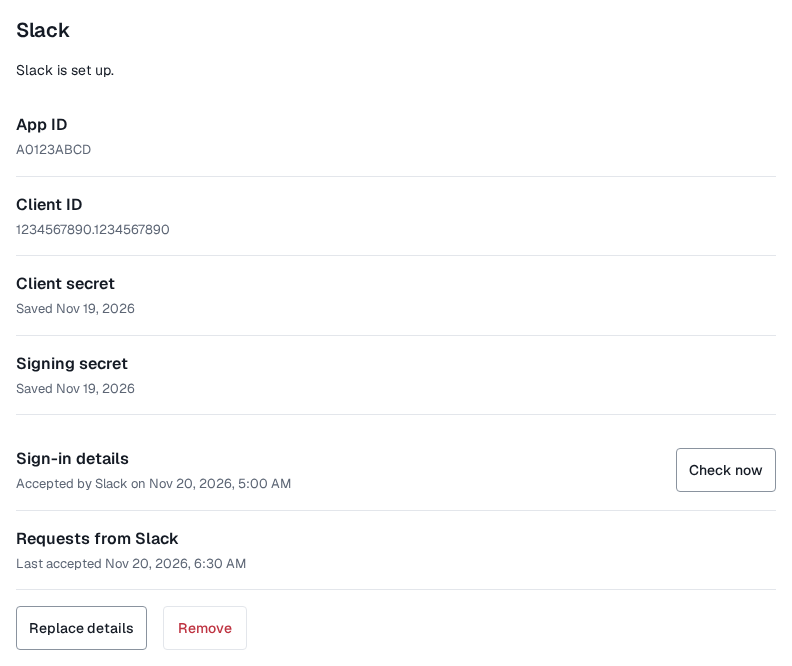 Slack
Slack is set up.
App ID
A0123ABCD
Client ID
1234567890.1234567890
Client secret
Saved Nov 19, 2026
Signing secret
Saved Nov 19, 2026
Sign-in details
Accepted by Slack on Nov 20, 2026, 5:00 AM
Check now
Requests from Slack
Last accepted Nov 20, 2026, 6:30 AM
Replace details
Remove